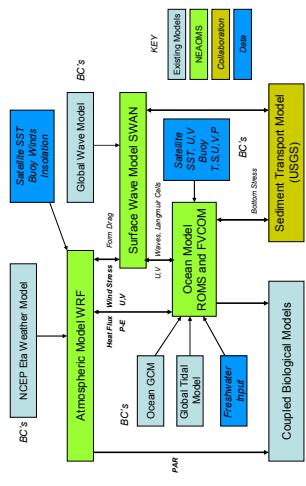 BC's
NCEP Eta Weather Model
Satellite SST
Buoy Winds
Insolation
Global Wave Model
BC's
KEY
Existing Models
NEAOMS
Collaboration
Data
Atmospheric Model WRF
Form Drag
Surface Wave Model SWAN
Heat Flux
P-E
Wind Stress
U,V
U,V
Waves, Langmuir Cells
BC's
Ocean GCM
Global Tidal
Model
Freshwater
Input
Ocean Model
ROMS and FVCOM
Satellite
SST, U,V
Buoy
T,S,U,V,P
BC's
PAR
Bottom Stress
Coupled Biological Models
Sediment Transport Model
(USGS)